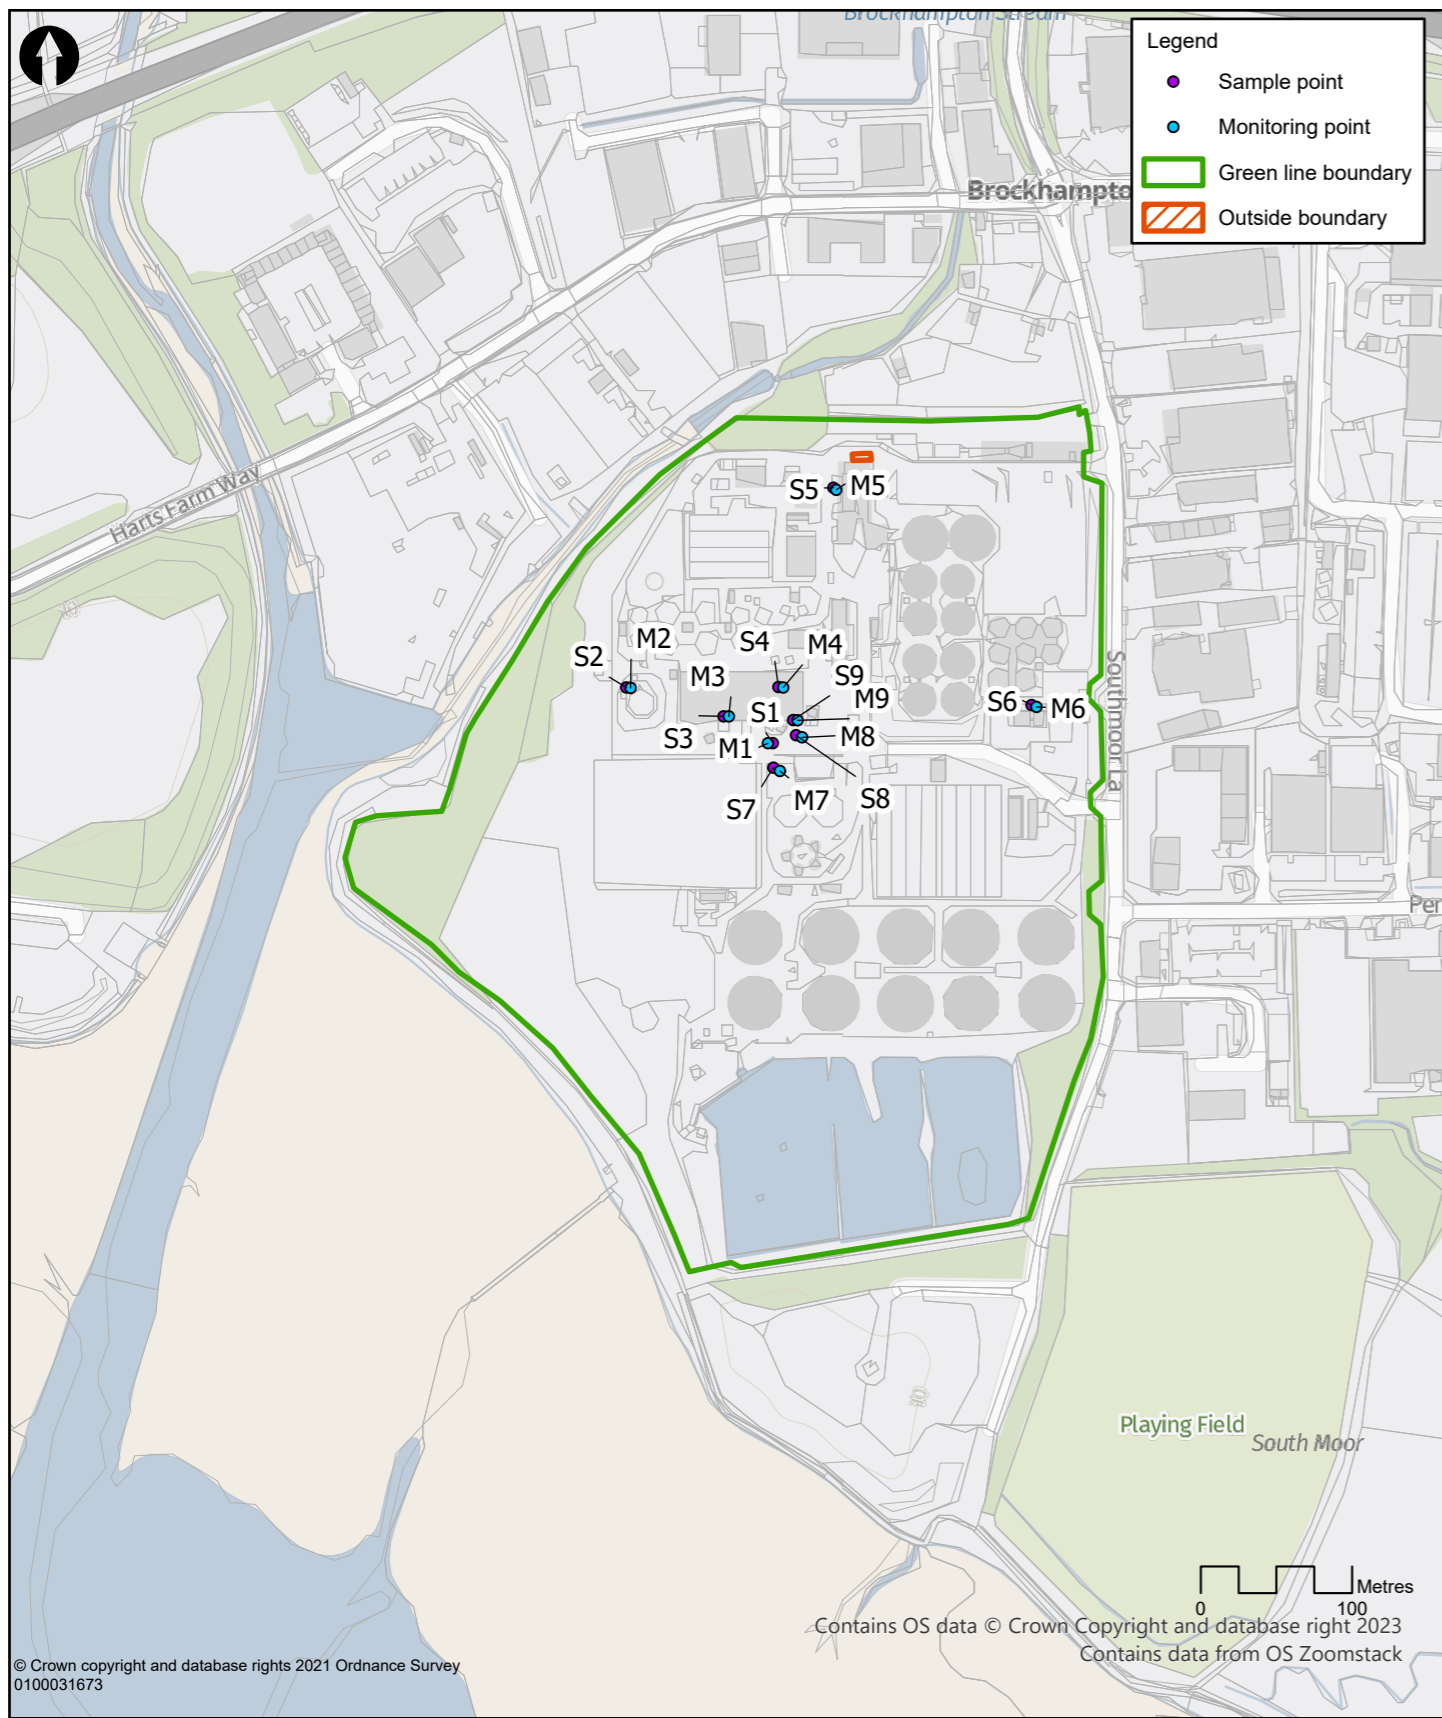 Brockhampton Stream
Legend
Sample point
Monitoring point
Green line boundary
Outside boundary
Brockhampto
Harts Farm Way
S5
M5
M2
S2
S4
M4
M3
S9
S1
M9
S3
M1
M8
S6
M6
S7
M7
S8
Southmoor La
Per
Playing Field
South Moor
Metres
0
100
Contains OS data © Crown Copyright and database right 2023
Contains data from OS Zoomstack
© Crown copyright and database rights 2021 Ordnance Survey
0100031673